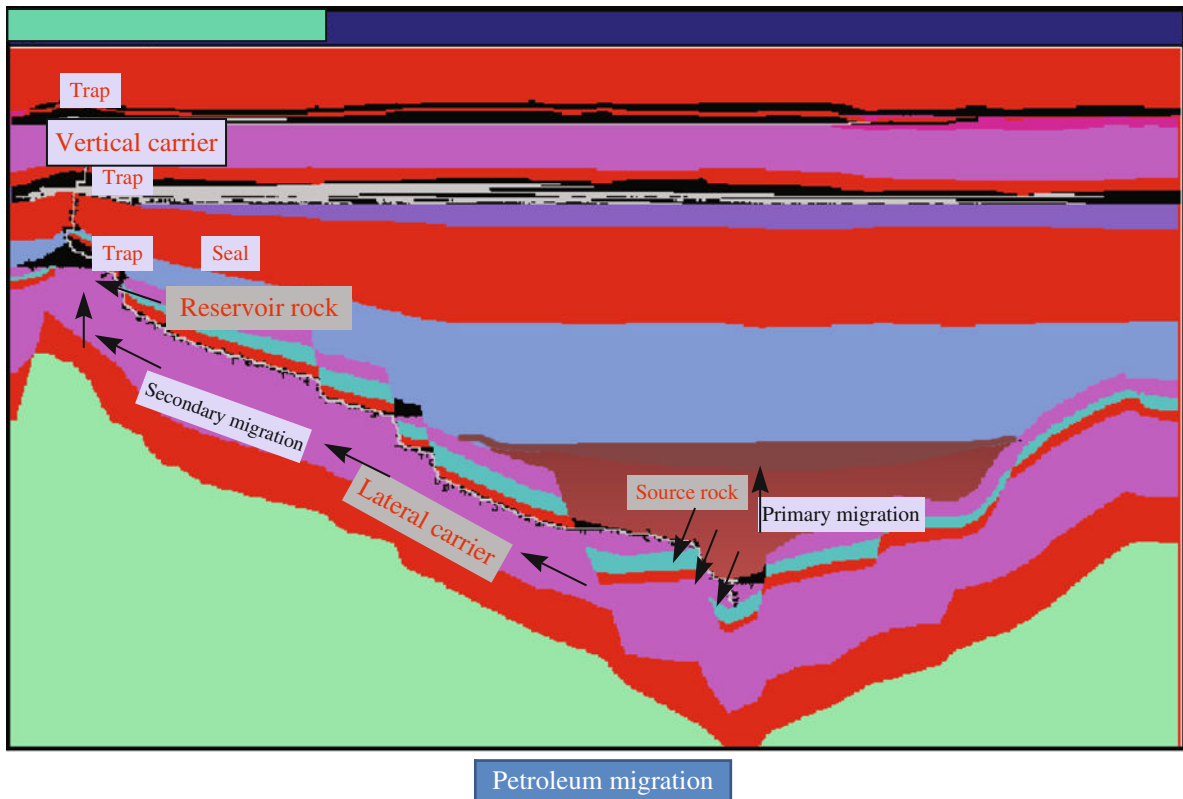 Trap
Vertical carrier
Trap
Trap
Seal
Reservoir rock
Secondary migration
Lateral carrier
Source rock
Primary migration
Petroleum migration